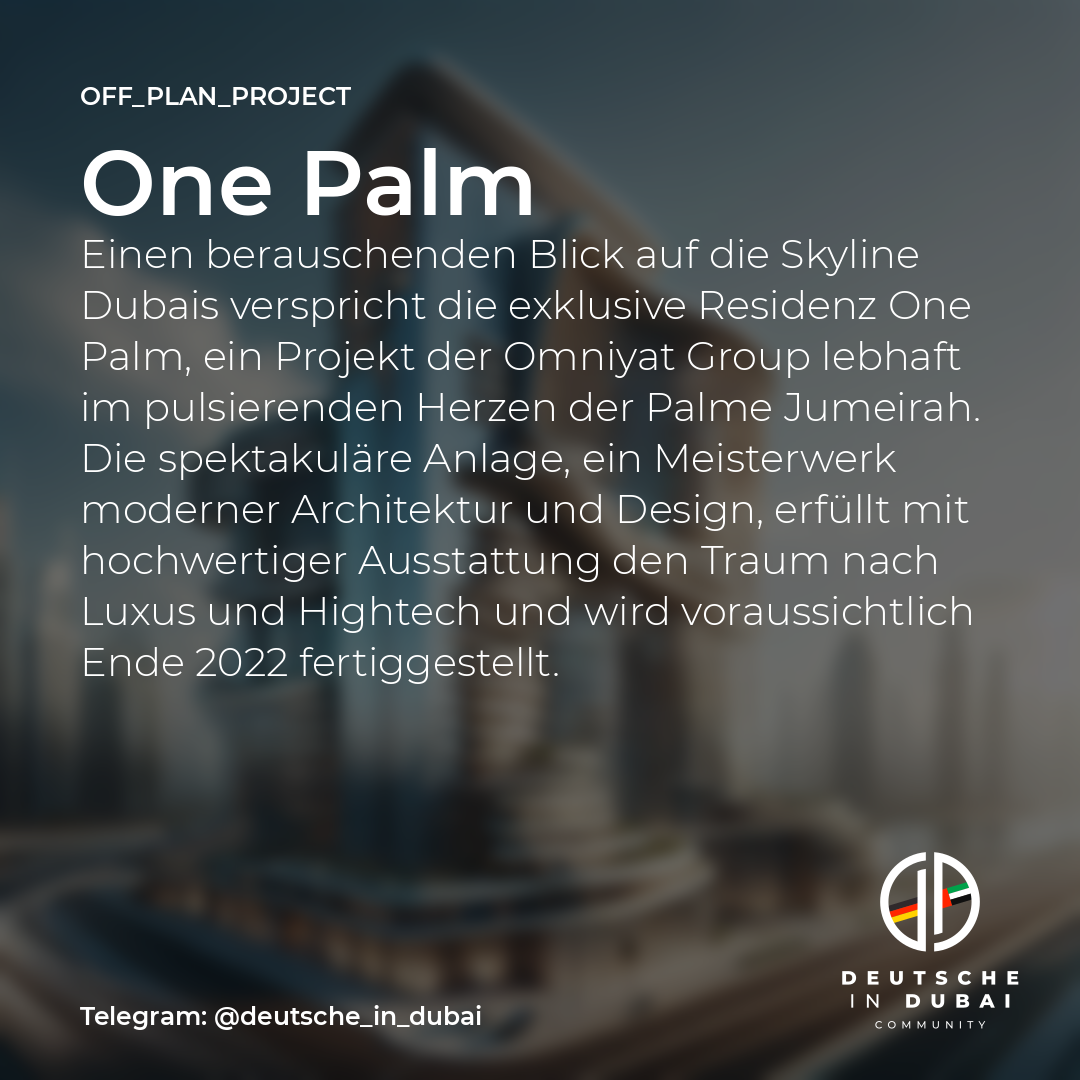 OFF_PLAN_PROJECT
One Palm
Einen berauschenden Blick auf die Skyline
Dubais verspricht die exklusive Residenz One
Palm, ein Projekt der Omniyat Group lebhaft
im pulsierenden Herzen der Palme Jumeirah.
Die spektakuläre Anlage, ein Meisterwerk
moderner Architektur und Design, erfüllt mit
hochwertiger Ausstattung den Traum nach
Luxus und Hightech und wird voraussichtlich
Ende 2022 fertiggestellt.
DEUTSCHE
IN DUBAI
COMMUNITY
Telegram: @deutsche_in_dubai